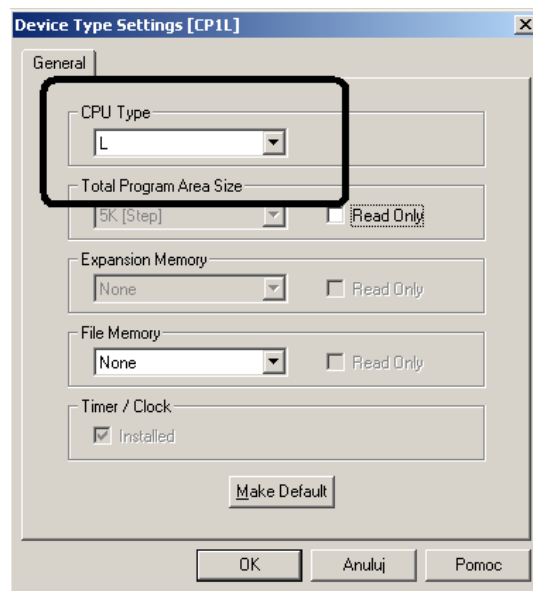 Device Type Settings [CP1L]
General
CPU Type
L
Total Program Area Size
5K [Step]
Read Only
Expansion Memory
None
Read Only
File Memory
None
Read Only
Timer / Clock
Installed
Make Default
OK
Anuluj
Pomoc